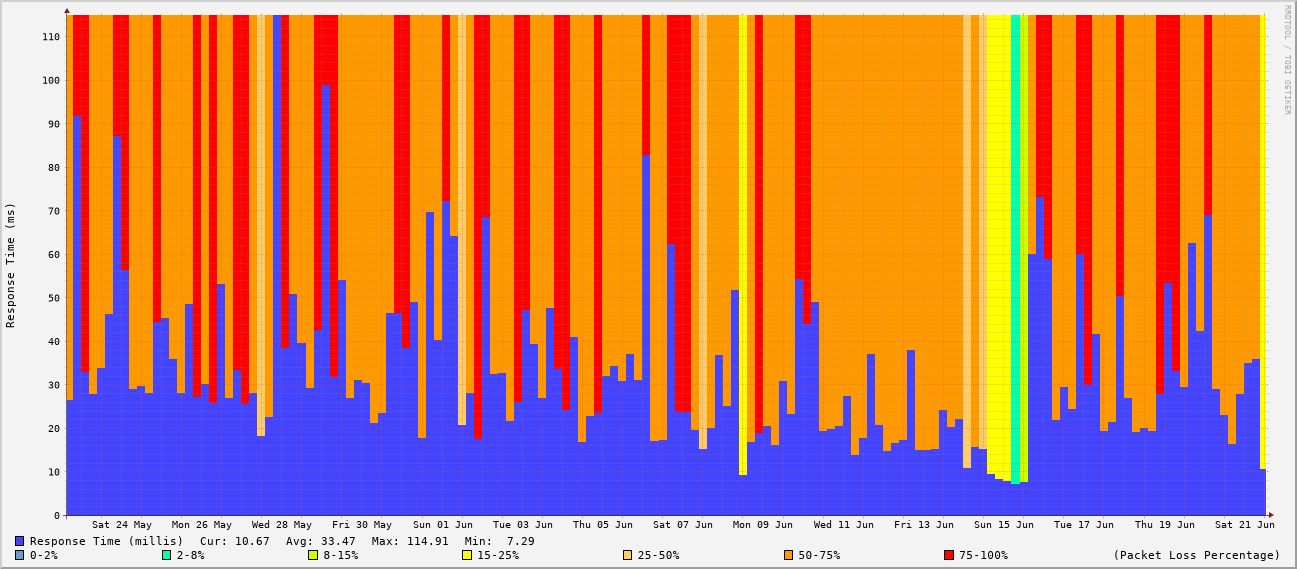 RRDTOOL / TOBI OETIKER
Response Time (ms)
110
100
90
80
70
60
50
40
30
20
10
0
Sat 24 May Mon 26 May Wed 28 May Fri 30 May Sun 01 Jun Tue 03 Jun Thu 05 Jun Sat 07 Jun Mon 09 Jun Wed 11 Jun Fri 13 Jun Sun 15 Jun Tue 17 Jun Thu 19 Jun Sat 21 Jun
Response Time (millis) Cur: 10.67 Avg: 33.47 Max: 114.91 Min: 7.29
0-2% 2-8% 8-15% 15-25% 25-50% 50-75% 75-100% (Packet Loss Percentage)